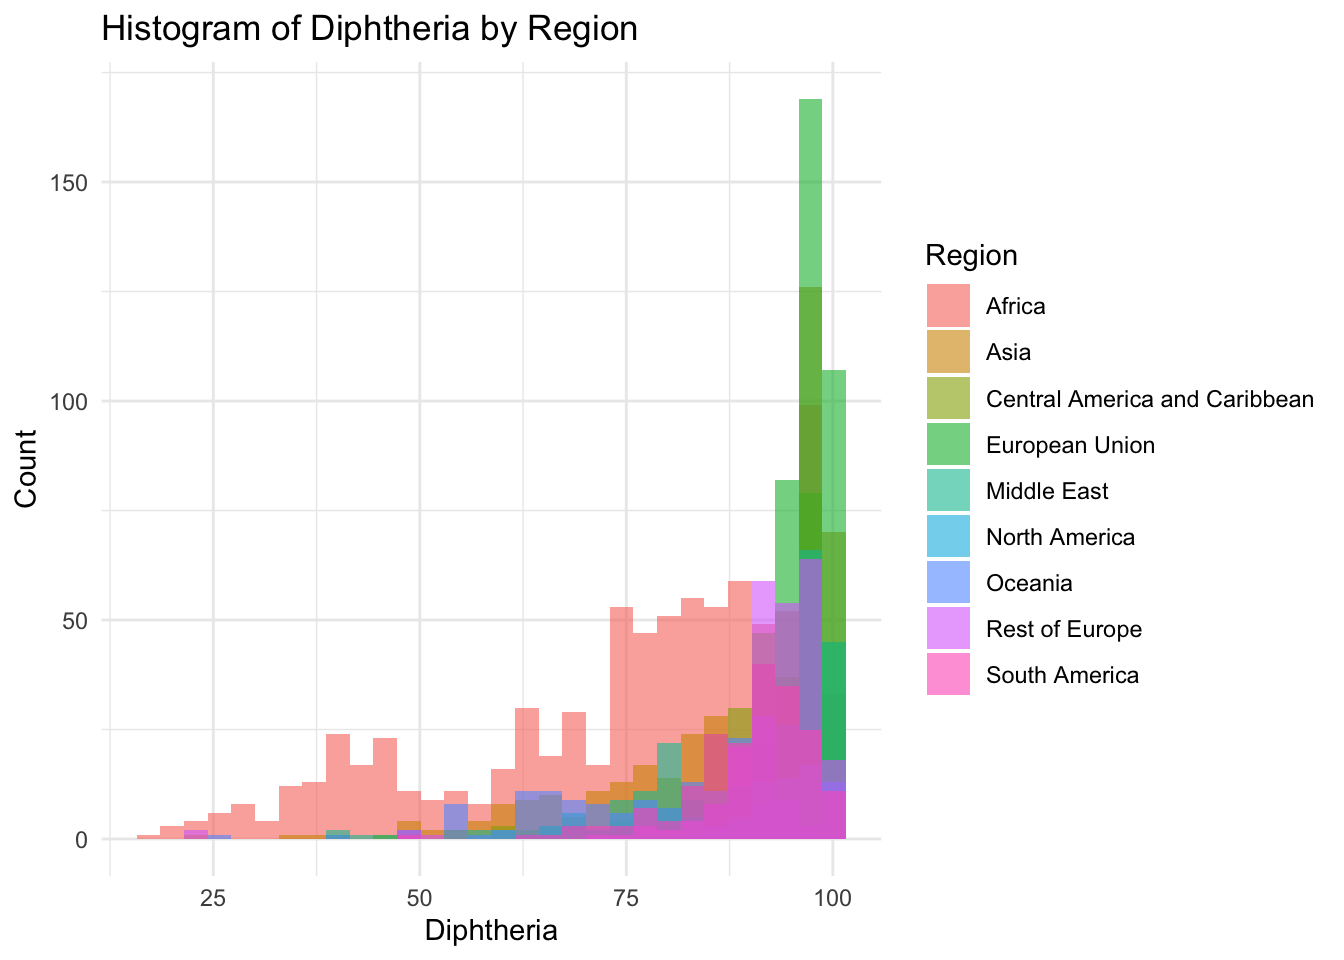 Histogram of Diphtheria by Region
150
100
50
0
Count
25 50 75 100
Diphtheria
Region
Africa
Asia
Central America and Caribbean
European Union
Middle East
North America
Oceania
Rest of Europe
South America